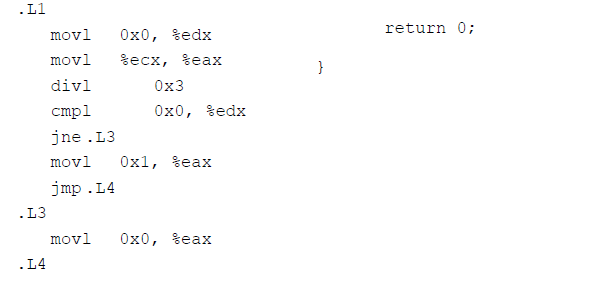 .L1
movl 0x0, %edx
movl %ecx, %eax
divl 0x3
cmpl 0x0, %edx
jne .L3
movl 0x1, %eax
jmp .L4
.L3
movl 0x0, %eax
.L4
return 0;
}